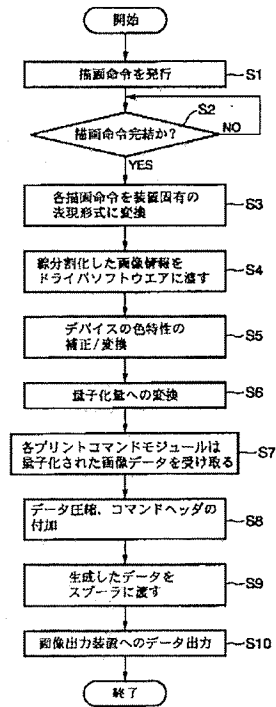 開始
描画命令を発行
S1
描画命令完結か?
S2
NO
YES
各描画命令を装置固有の
表現形式に変換
S3
線分割化した画像情報を
ドライバソフトウエアに渡す
S4
デバイスの色特性の
補正/変換
S5
量子化量への変換
S6
各プリントコマンドモジュールは
量子化された画像データを受け取る
S7
データ圧縮、コマンドヘッダの
付加
S8
生成したデータを
スプーラに渡す
S9
画像出力装置へのデータ出力
S10
終了